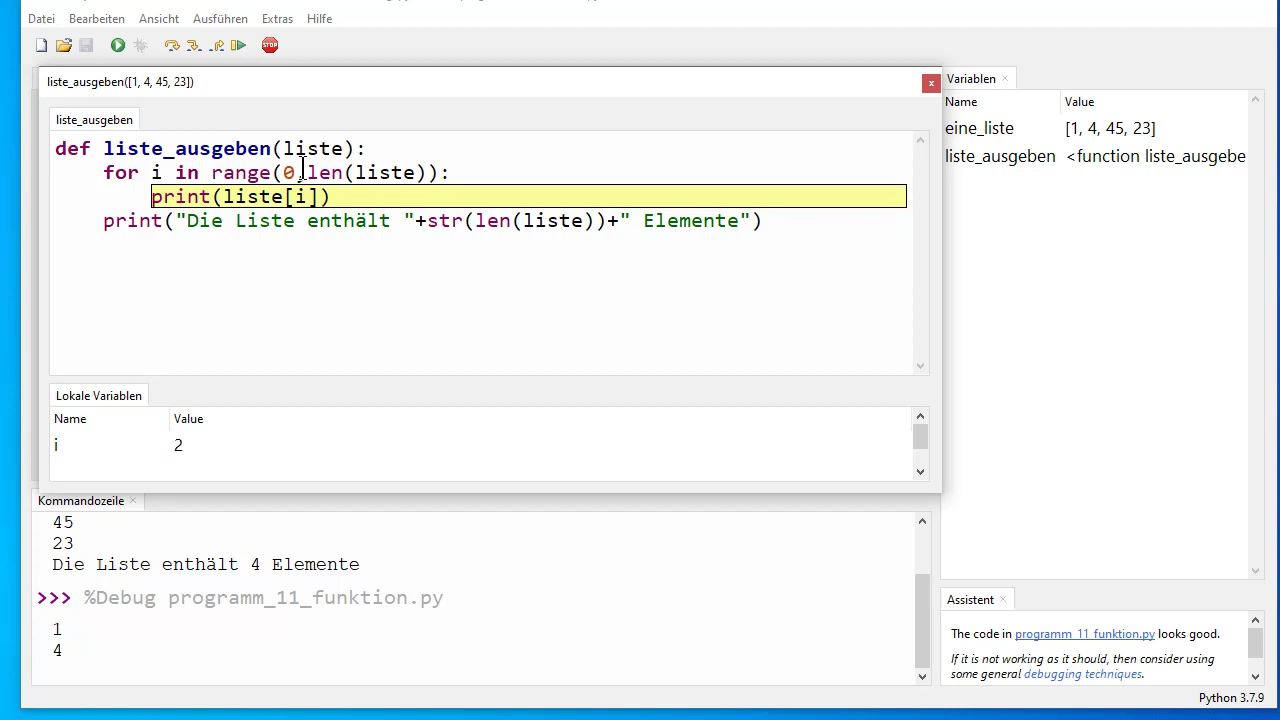 Datei Bearbeiten Ansicht Ausführen Extras Hilfe
STOP
liste_ausgeben([1, 4, 45, 23])
liste_ausgeben
def liste_ausgeben(liste):
for i in range(0,len(liste)):
print(liste[i])
print("Die Liste enthält "+str(len(liste))+" Elemente")
Lokale Variablen
Name Value
i 2
Kommandozeile
45
23
Die Liste enthält 4 Elemente
>>> %Debug programm_11_funktion.py
1
4
Variablen
Name Value
eine_liste [1, 4, 45, 23]
liste_ausgeben <function liste_ausgebe
Assistent
The code in programm_11_funktion.py looks good.
If it is not working as it should, then consider using
some general debugging techniques.
Python 3.7.9